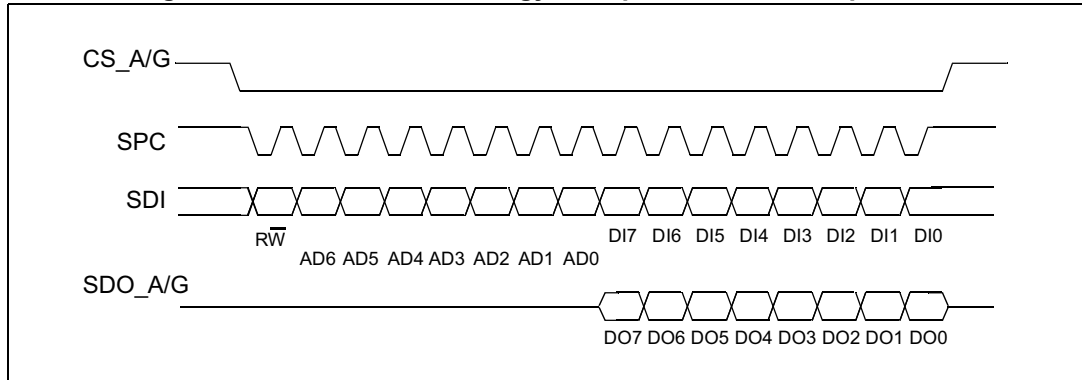 CS_A/G
SPC
SDI
RW̅
DI7 DI6 DI5 DI4 DI3 DI2 DI1 DI0
AD6 AD5 AD4 AD3 AD2 AD1 AD0
SDO_A/G
DO7 DO6 DO5 DO4 DO3 DO2 DO1 DO0